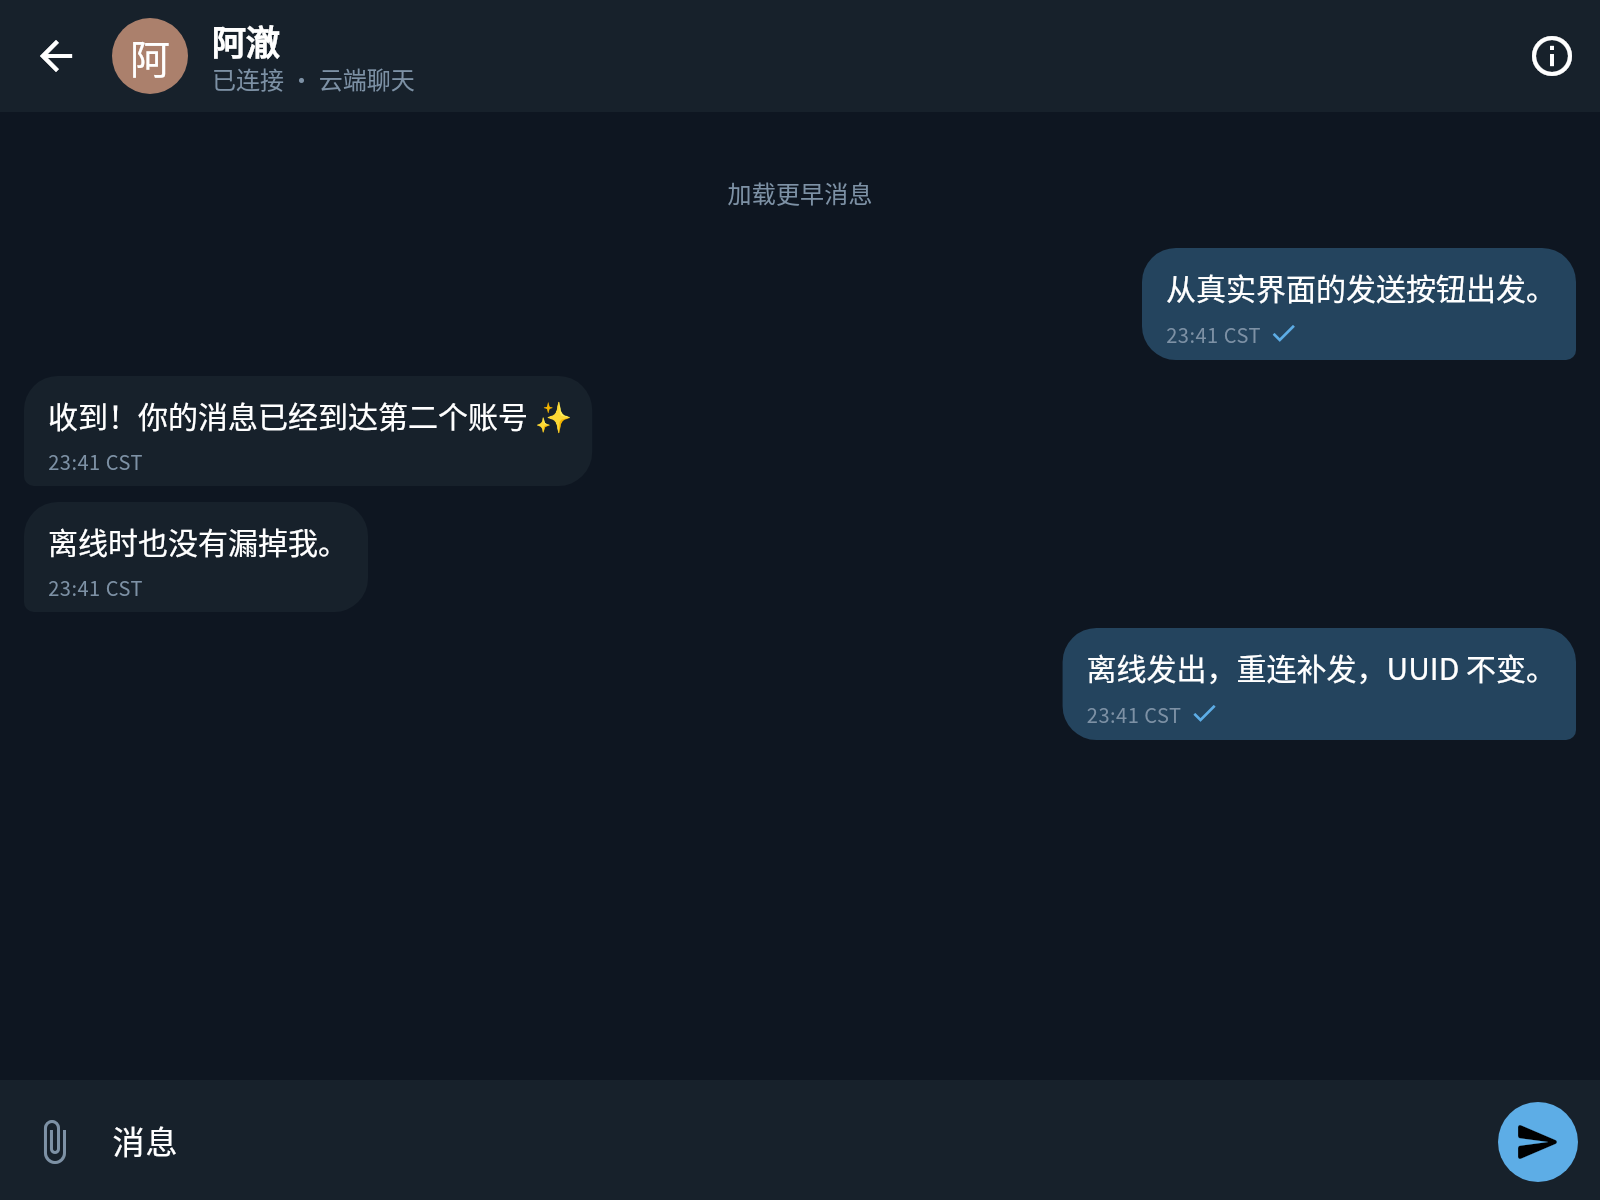 阿
阿澈
已连接 · 云端聊天
加载更早消息
从真实界面的发送按钮出发。
23:41 CST
收到！你的消息已经到达第二个账号 ✨
23:41 CST
离线时也没有漏掉我。
23:41 CST
离线发出，重连补发，UUID 不变。
23:41 CST
消息